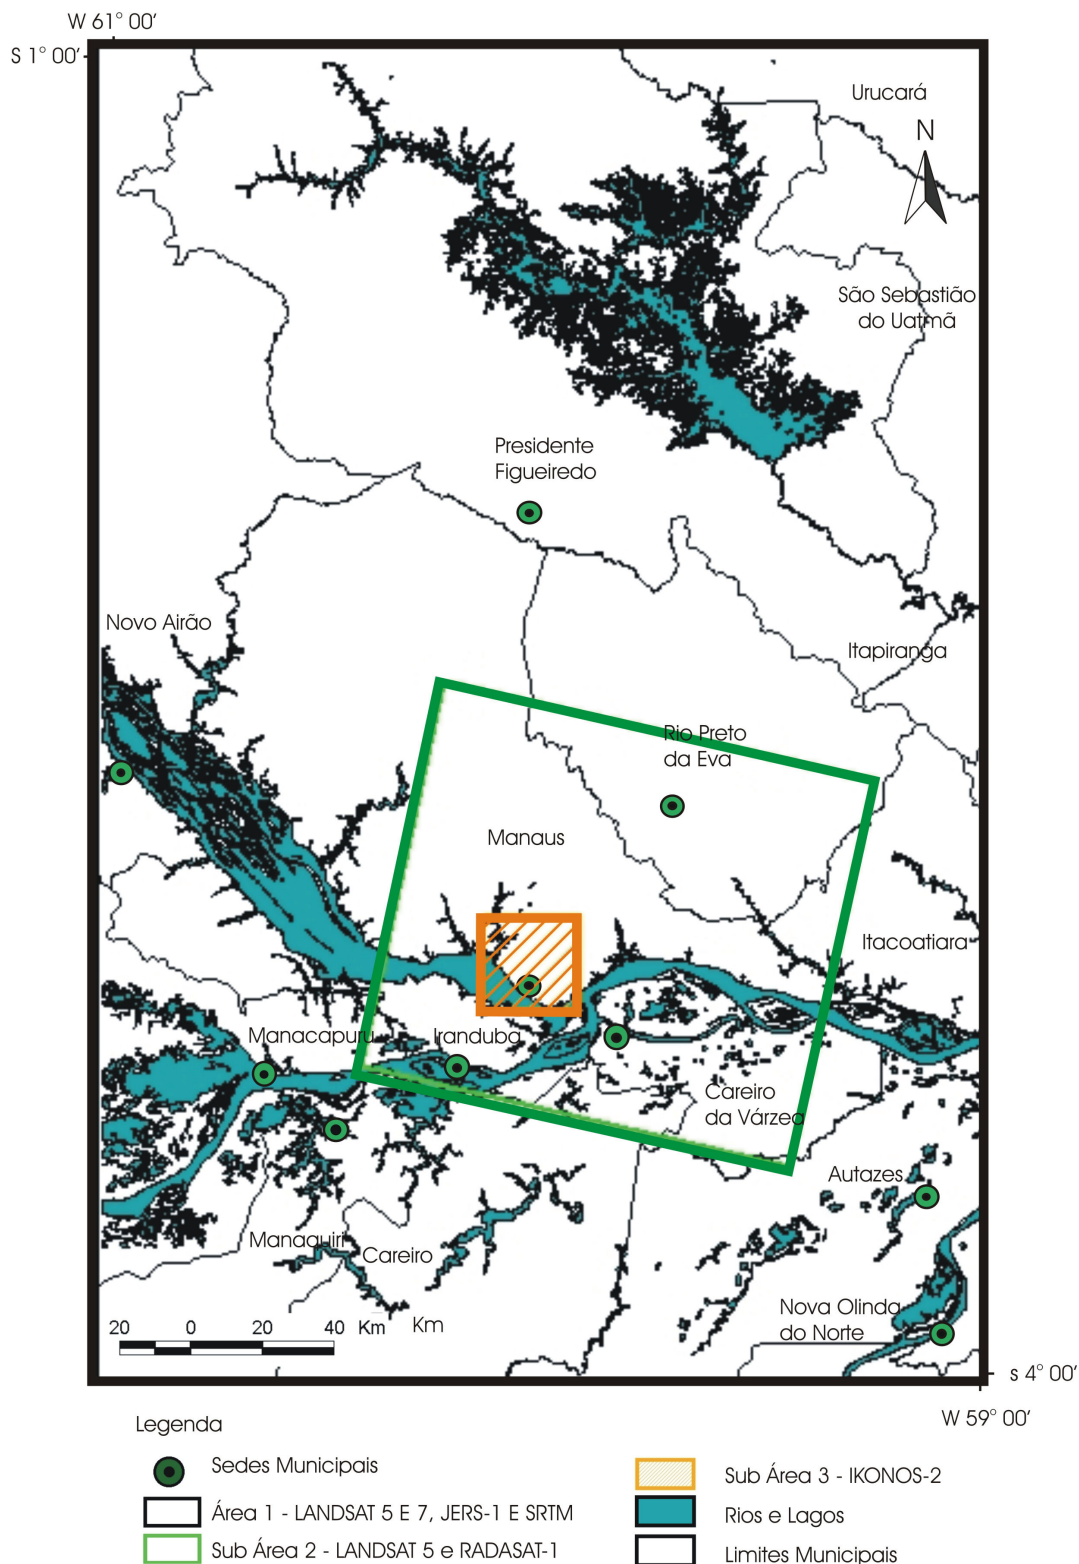 W 61° 00'
S 1° 00'
Urucará
N
São Sebastião
do Uatmã
Presidente
Figueiredo
Novo Airão
Itapiranga
Rio Preto
da Eva
Manaus
Itacoatiara
Manacapuru
Iranduba
Careiro
da Várzea
Autazes
Manaquiri
Careiro
Nova Olinda
do Norte
20 0 20 40 Km Km
S 4° 00'
W 59° 00'
Legenda
Sedes Municipais
Área 1 - LANDSAT 5 E 7, JERS-1 E SRTM
Sub Área 2 - LANDSAT 5 e RADASAT-1
Sub Área 3 - IKONOS-2
Rios e Lagos
Limites Municipais